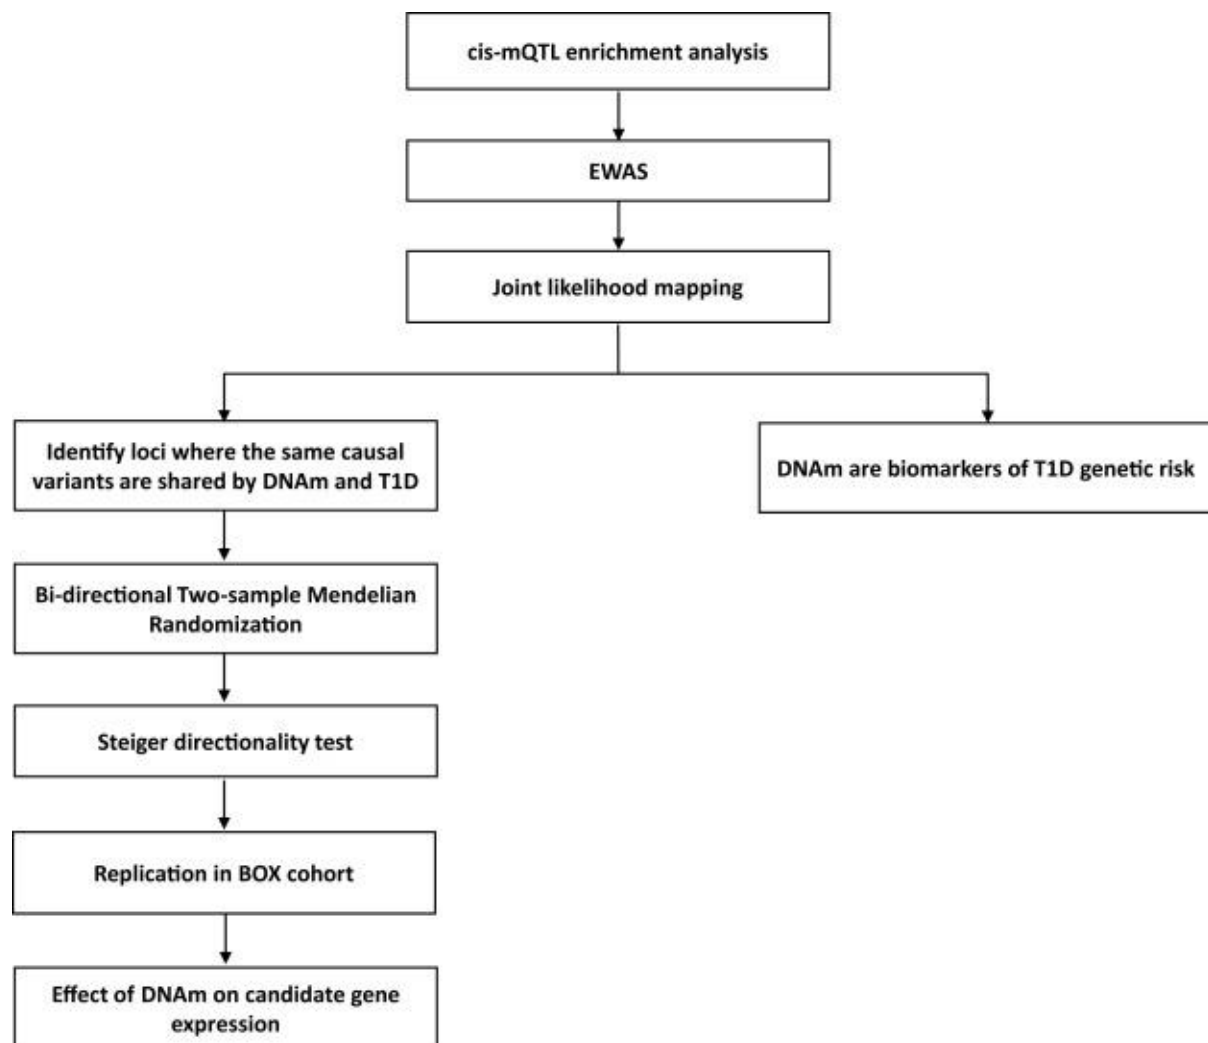 cis-mQTL enrichment analysis
EWAS
Joint likelihood mapping
Identify loci where the same causal
variants are shared by DNAm and T1D
DNAm are biomarkers of T1D genetic risk
Bi-directional Two-sample Mendelian
Randomization
Steiger directionality test
Replication in BOX cohort
Effect of DNAm on candidate gene
expression